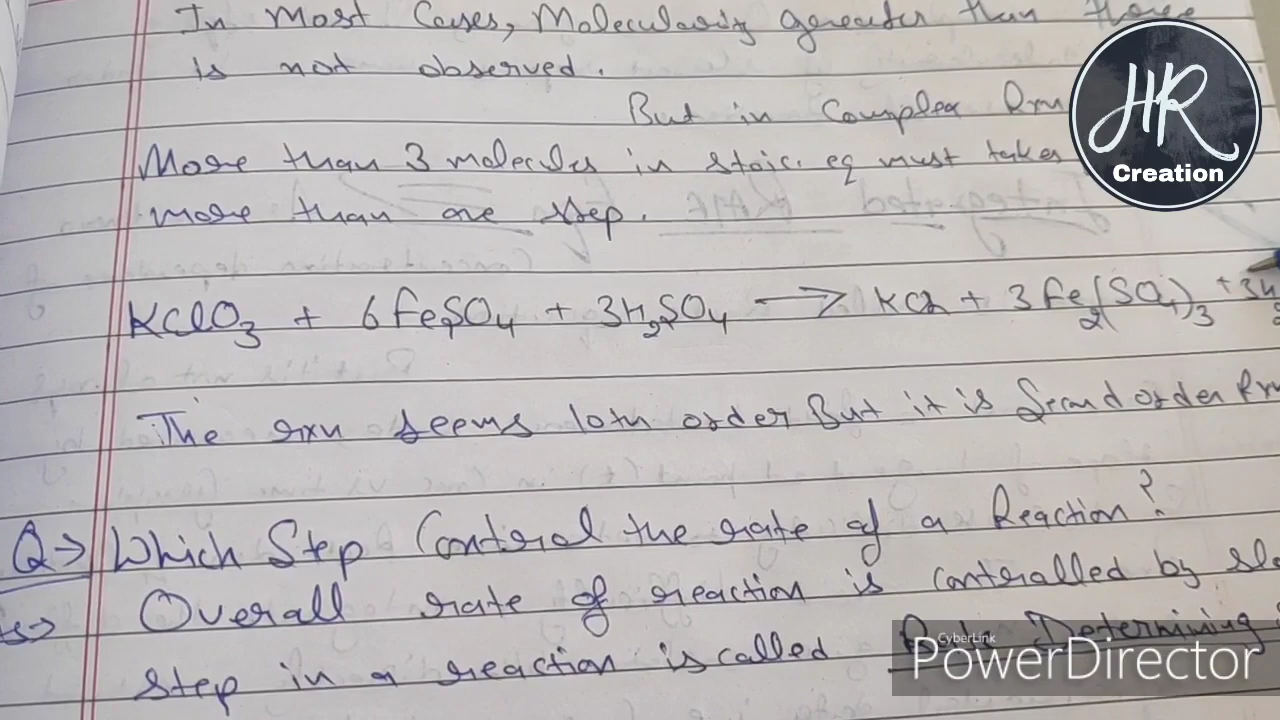 In Most Cases, Molecularity greater than three
is not observed.
But in Complex Rxn
More than 3 molecules in stoic. eq must takes
more than one step.
KClO3 + 6FeSO4 + 3H2SO4 → KCl + 3Fe2(SO4)3 + 3H2
The rxn seems 10th order But it is Second order Rxn
Q→ Which Step Control the rate of a Reaction?
Overall rate of reaction is controlled by slo
step in a reaction is called Rate Determining
HR
Creation
CyberLink
PowerDirector